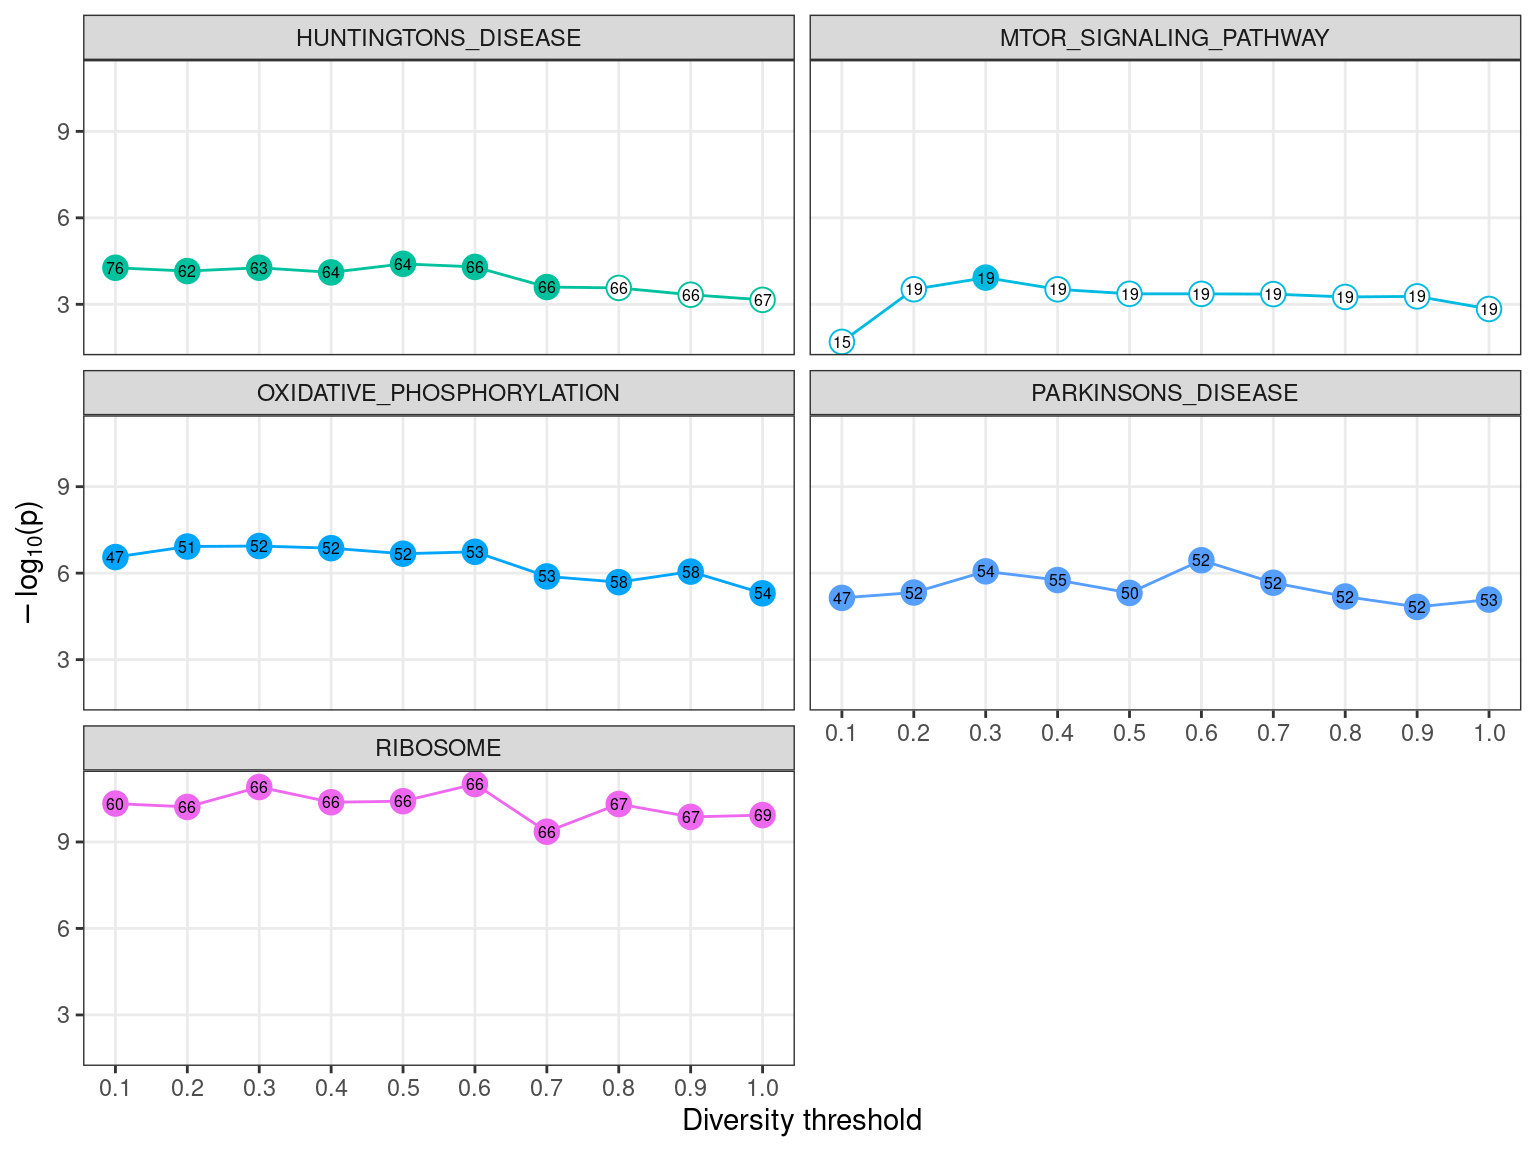 HUNTINGTONS_DISEASE
9
6
3
76 62 63 64 64 66 66 66 66 67
MTOR_SIGNALING_PATHWAY
15 19 19 19 19 19 19 19 19 19
OXIDATIVE_PHOSPHORYLATION
9
6
3
47 51 52 52 52 53 53 58 58 54
PARKINSONS_DISEASE
47 52 54 55 50 52 52 52 52 53
0.1 0.2 0.3 0.4 0.5 0.6 0.7 0.8 0.9 1.0
RIBOSOME
9
6
3
60 66 66 66 66 66 66 67 67 69
0.1 0.2 0.3 0.4 0.5 0.6 0.7 0.8 0.9 1.0
Diversity threshold
− log₁₀(p)